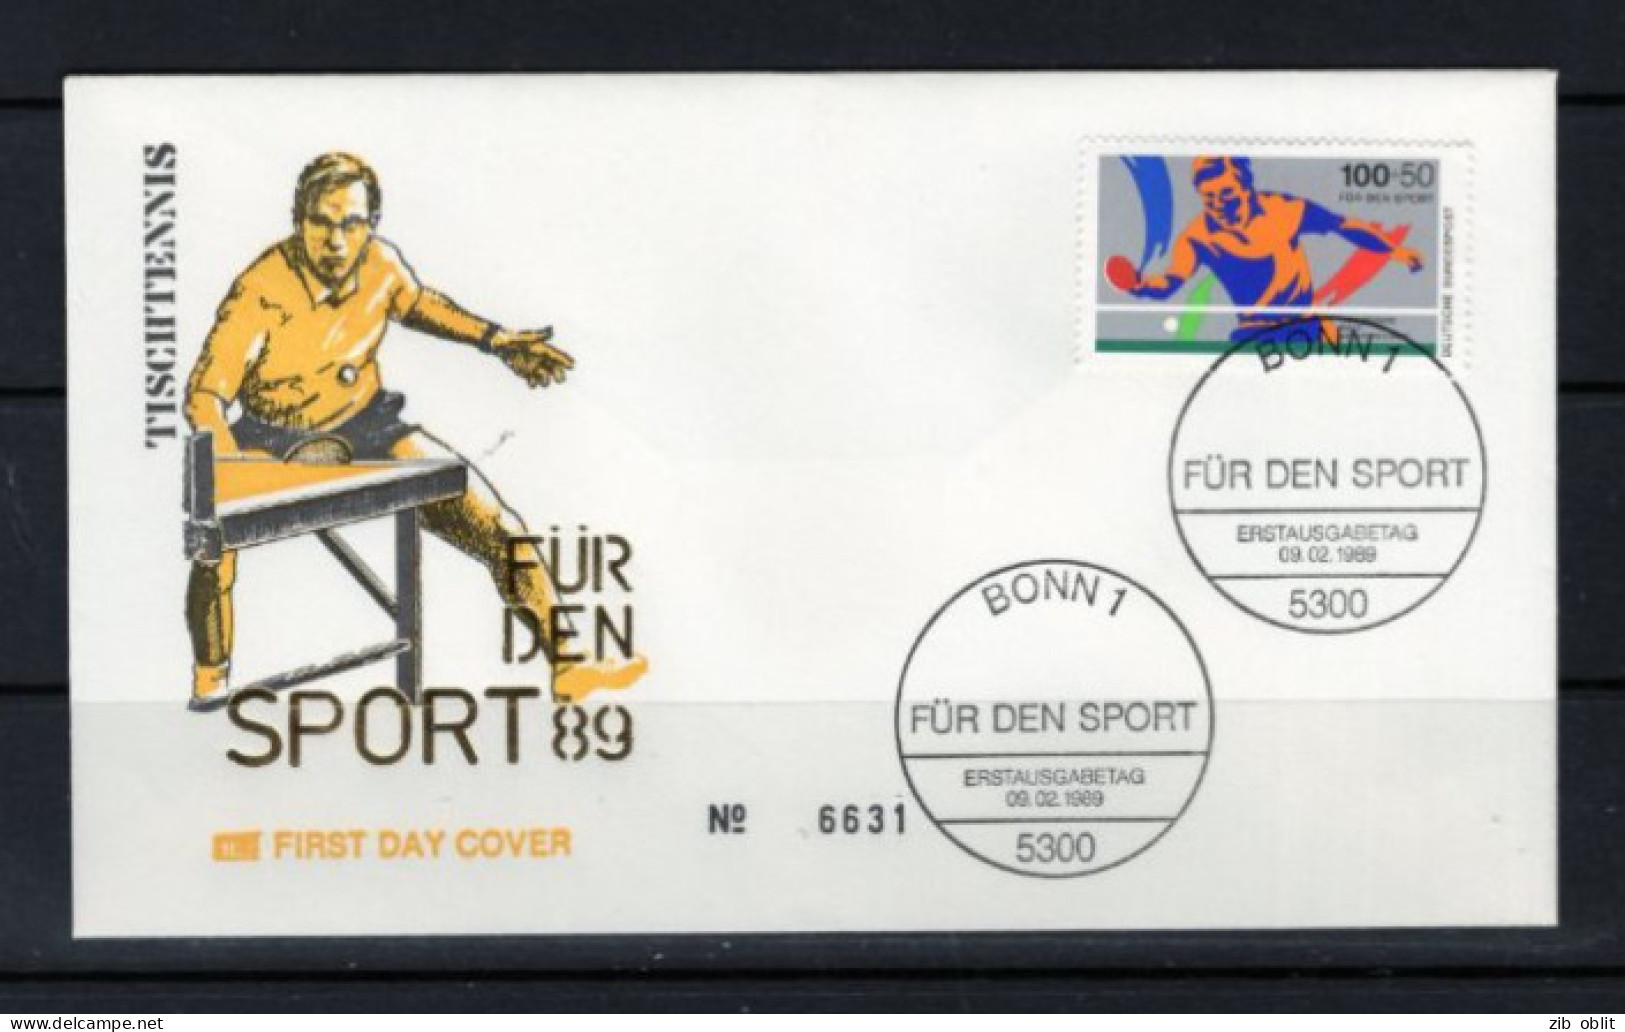 TISCHTENNIS
100+50
FÜR DEN SPORT
DEUTSCHE BUNDESPOST
BONN 1
FÜR DEN SPORT
ERSTAUSGABETAG
09.02.1989
5300
FÜR
DEN
SPORT 89
BONN 1
FÜR DEN SPORT
ERSTAUSGABETAG
09.02.1989
5300
FIRST DAY COVER
Nº 6631
delcampe.net
zib oblit